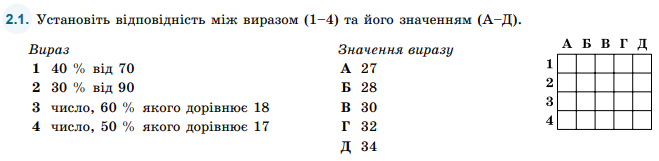 2.1. Установіть відповідність між виразом (1–4) та його значенням (А–Д).
Вираз
1 40 % від 70
2 30 % від 90
3 число, 60 % якого дорівнює 18
4 число, 50 % якого дорівнює 17
Значення виразу
А 27
Б 28
В 30
Г 32
Д 34
А Б В Г Д
1
2
3
4